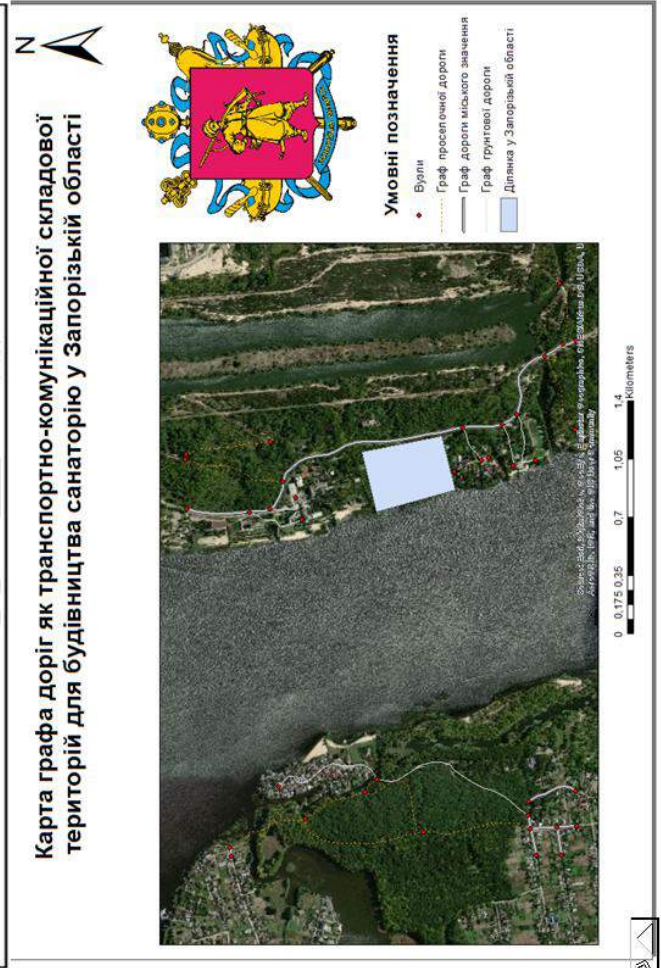 N
Карта графа доріг як транспортно-комунікаційної складової
територій для будівництва санаторію у Запорізькій області
Умовні позначення
Вузли
Граф просепочної дороги
Граф дороги міського значення
Граф грунтової дороги
Ділянка у Запорізькій області
0 0,175 0,35 0,7 1,05 1,4
Kilometers